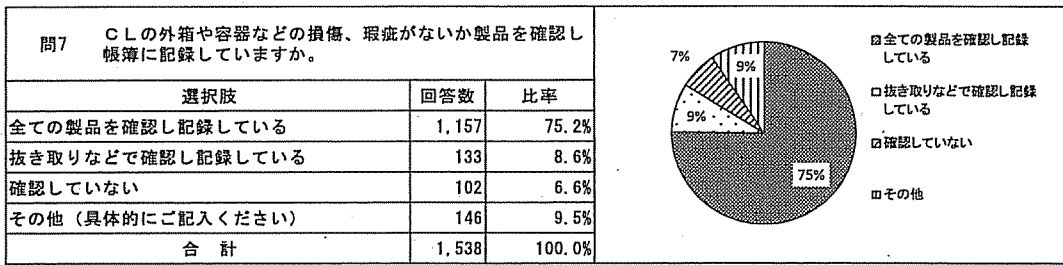 問7 CLの外箱や容器などの損傷、瑕疵がないか製品を確認し
帳簿に記録していますか。
選択肢 回答数 比率
全ての製品を確認し記録している 1,157 75.2%
抜き取りなどで確認し記録している 133 8.6%
確認していない 102 6.6%
その他（具体的にご記入ください） 146 9.5%
合 計 1,538 100.0%
7%
9%
9%
75%
全ての製品を確認し記録
している
抜き取りなどで確認し記録
している
確認していない
その他